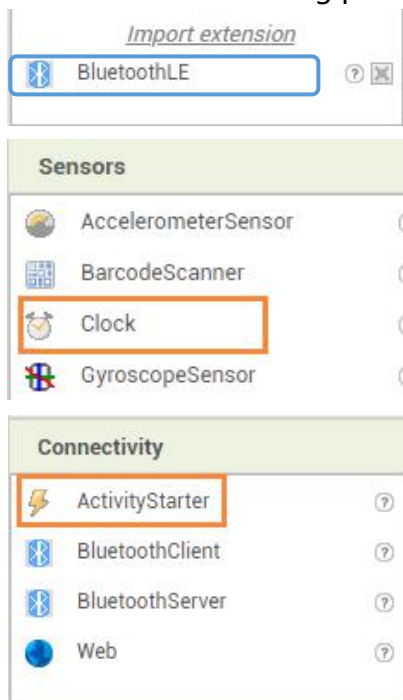 Import extension
BluetoothLE
Sensors
AccelerometerSensor
BarcodeScanner
Clock
GyroscopeSensor
Connectivity
ActivityStarter
BluetoothClient
BluetoothServer
Web